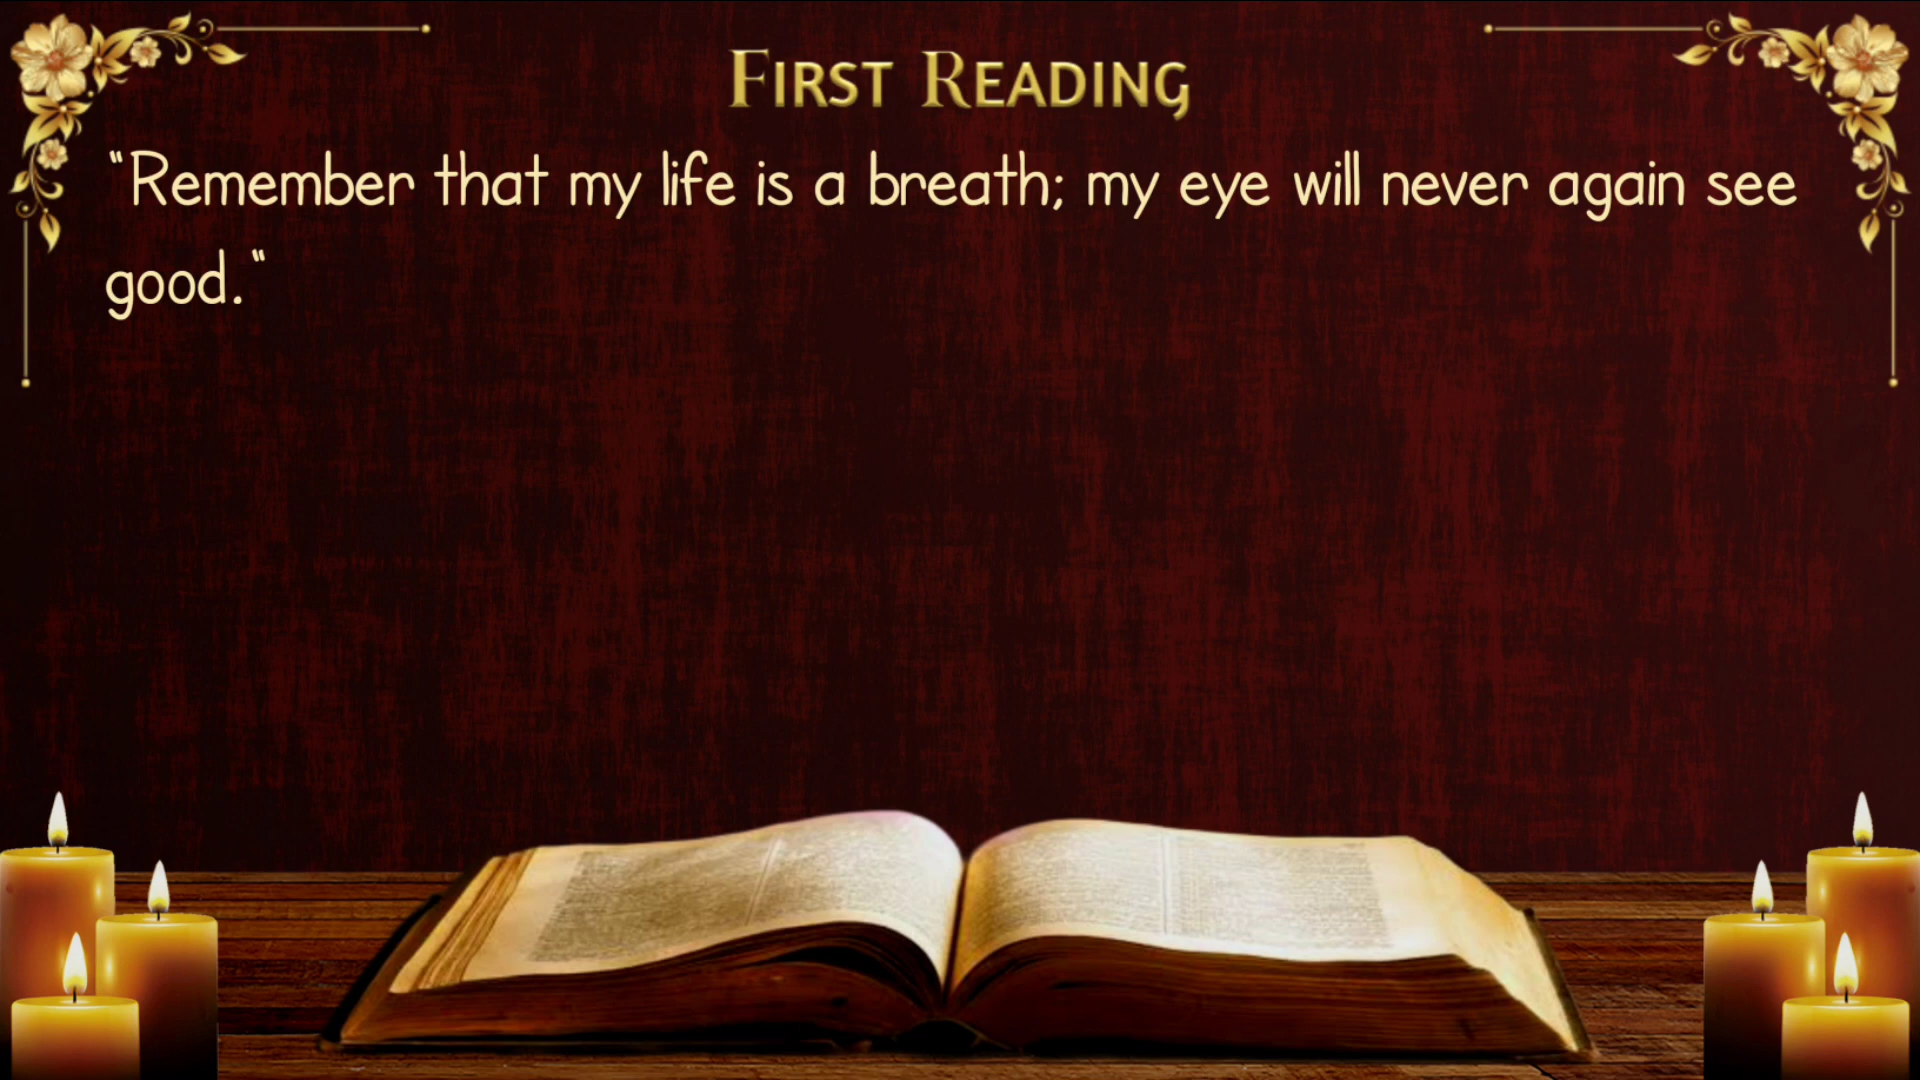 FIRST READING
“Remember that my life is a breath; my eye will never again see
good.“